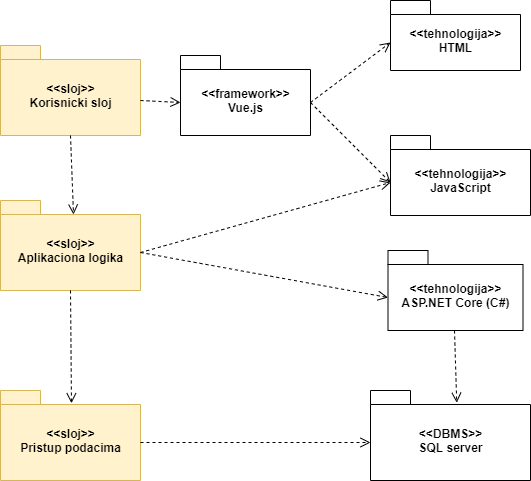 <<tehnologija>>
HTML
<<sloj>>
Korisnicki sloj
<<framework>>
Vue.js
<<tehnologija>>
JavaScript
<<sloj>>
Aplikaciona logika
<<tehnologija>>
ASP.NET Core (C#)
<<sloj>>
Pristup podacima
<<DBMS>>
SQL server